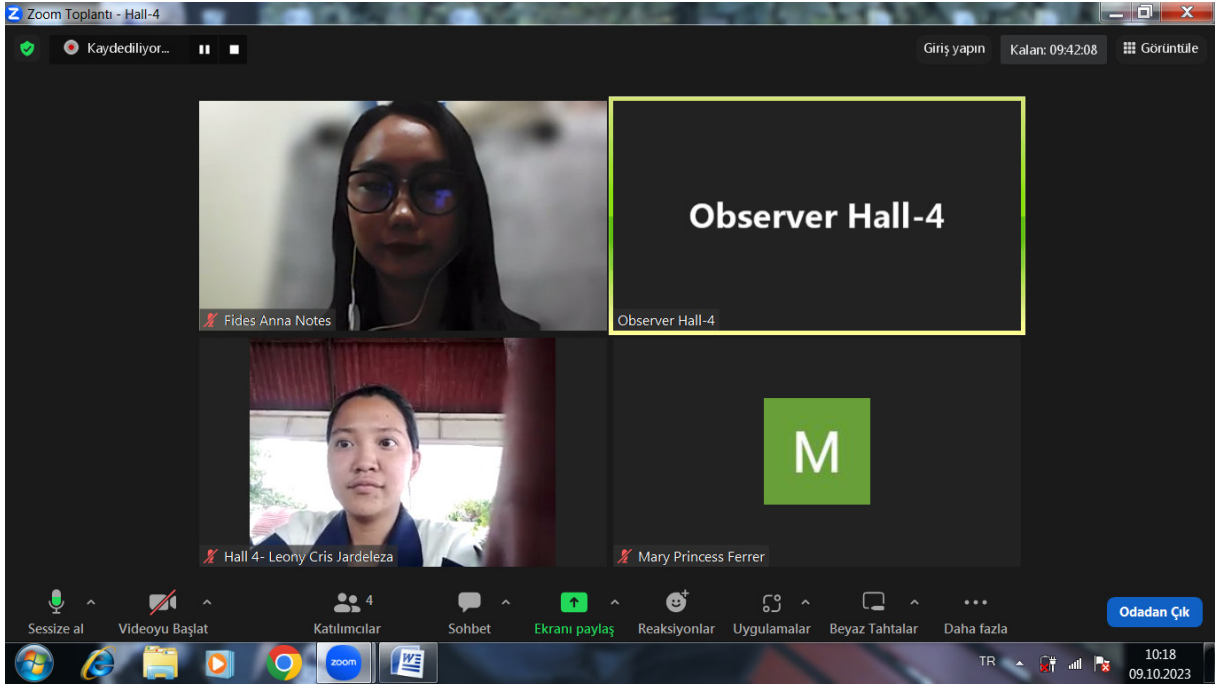 Zoom Toplantı - Hall-4
Kaydediliyor...
Giriş yapın
Kalan: 09:42:08
Görüntüle
Observer Hall-4
Fides Anna Notes
Observer Hall-4
M
Hall 4- Leony Cris Jardeleza
Mary Princess Ferrer
4
Sessize al
Videoyu Başlat
Katılımcılar
Sohbet
Ekranı paylaş
Reaksiyonlar
Uygulamalar
Beyaz Tahtalar
Daha fazla
Odadan Çık
zoom
TR
10:18
09.10.2023